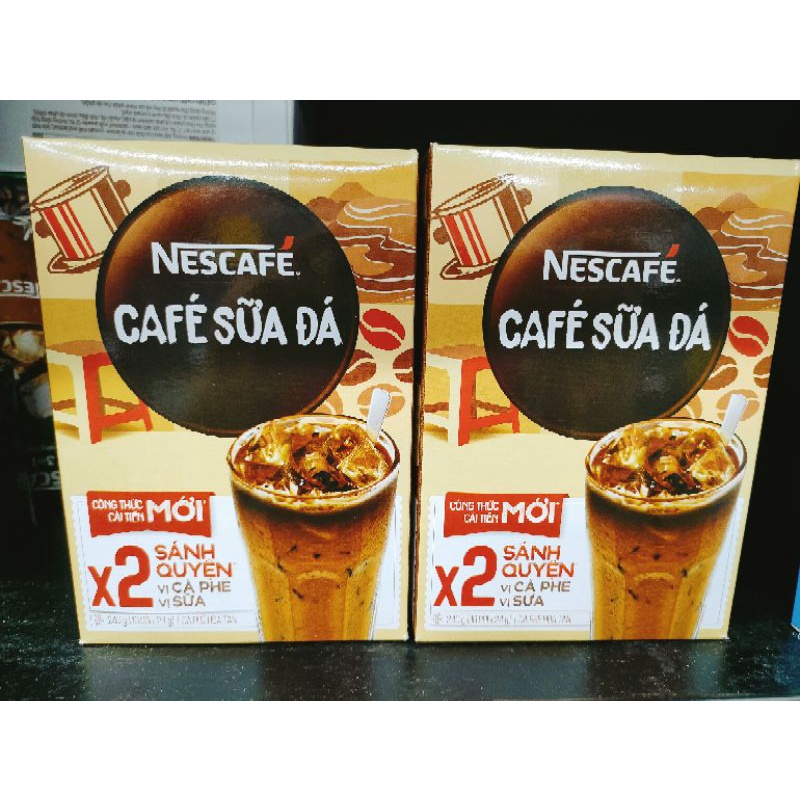 NESCAFÉ
CAFÉ SỮA ĐÁ
CÔNG THỨC
CẢI TIẾN
MỚI*
X2
SÁNH
QUYỆN*
VỊ CÀ PHÊ
VỊ SỮA
NESCAFÉ
CAFÉ SỮA ĐÁ
CÔNG THỨC
CẢI TIẾN
MỚI*
X2
SÁNH
QUYỆN*
VỊ CÀ PHÊ
VỊ SỮA